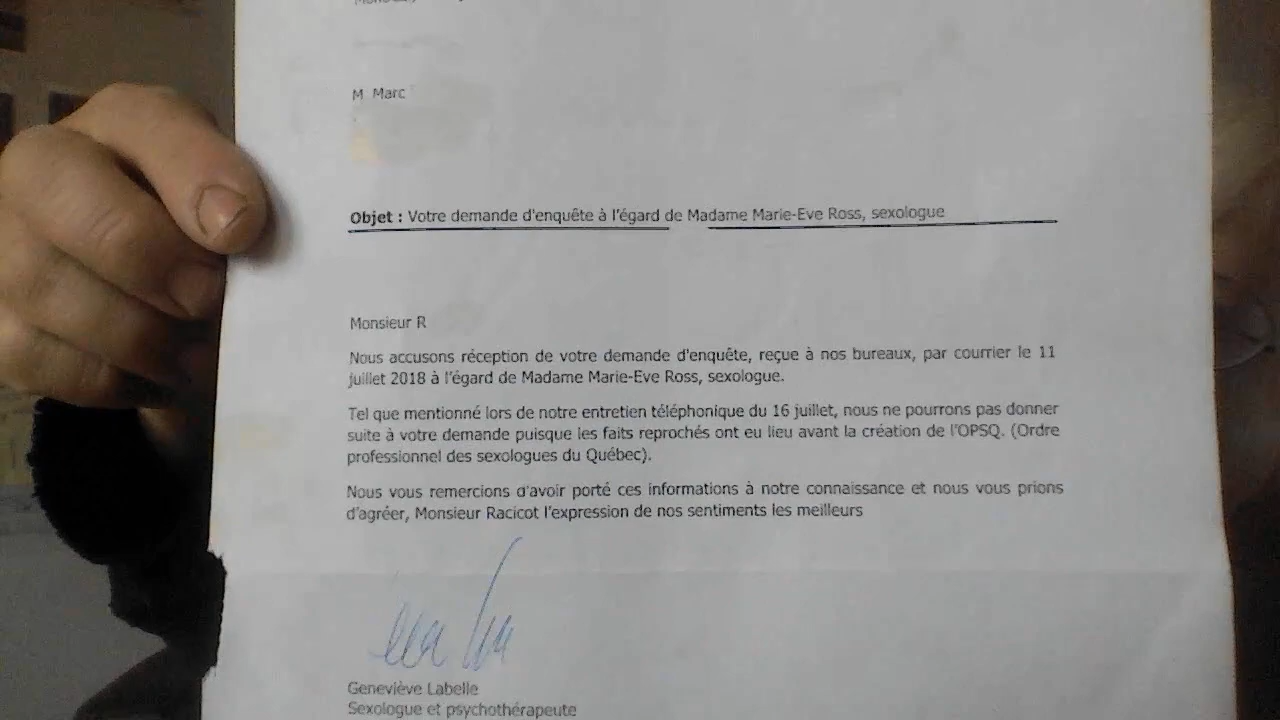 M Marc
Objet : Votre demande d'enquête à l'égard de Madame Marie-Eve Ross, sexologue
Monsieur R
Nous accusons réception de votre demande d'enquête, reçue à nos bureaux, par courrier le 11
juillet 2018 à l'égard de Madame Marie-Eve Ross, sexologue.
Tel que mentionné lors de notre entretien téléphonique du 16 juillet, nous ne pourrons pas donner
suite à votre demande puisque les faits reprochés ont eu lieu avant la création de l'OPSQ. (Ordre
professionnel des sexologues du Québec).
Nous vous remercions d'avoir porté ces informations à notre connaissance et nous vous prions
d'agréer, Monsieur Racicot l'expression de nos sentiments les meilleurs
Geneviève Labelle
Sexologue et psychothérapeute